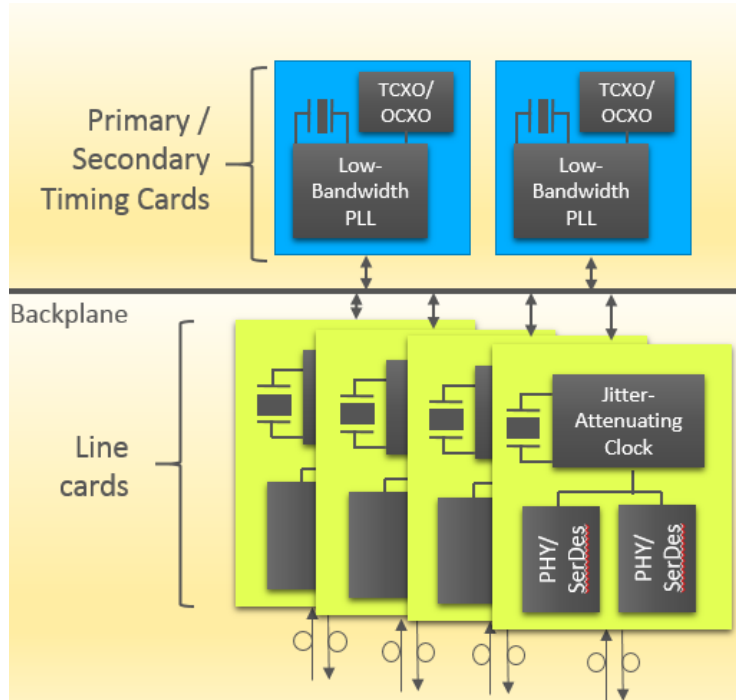 Primary /
Secondary
Timing Cards
TCXO/
OCXO
Low-
Bandwidth
PLL
TCXO/
OCXO
Low-
Bandwidth
PLL
Backplane
Line
cards
Jitter-
Attenuating
Clock
PHY/
SerDes
PHY/
SerDes